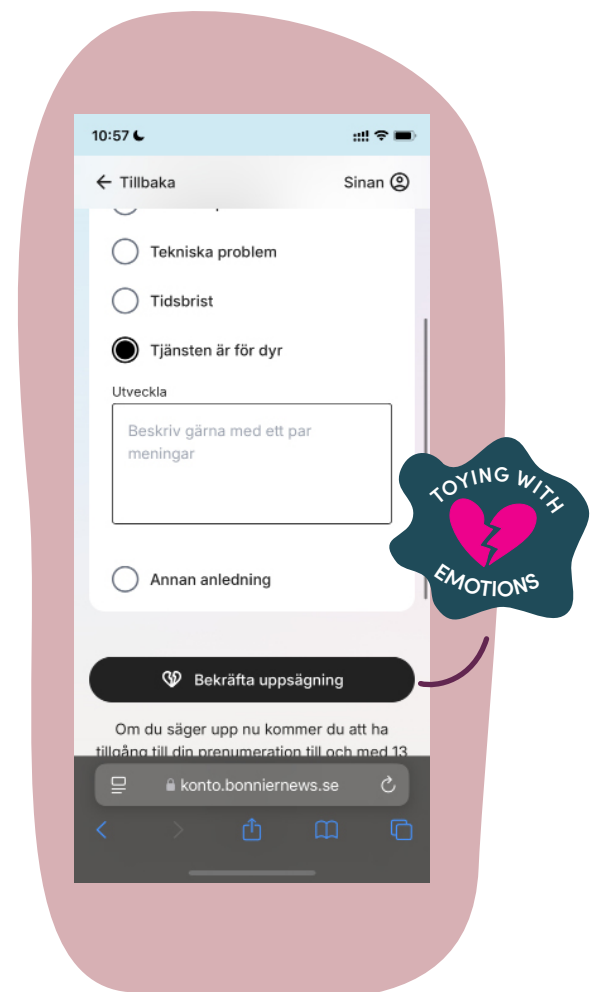 10:57
Tillbaka
Sinan
Tekniska problem
Tidsbrist
Tjänsten är för dyr
Utveckla
Beskriv gärna med ett par
meningar
TOYING WITH
EMOTIONS
Annan anledning
Bekräfta uppsägning
Om du säger upp nu kommer du att ha
tillgång till din prenumeration till och med 13
konto.bonniernews.se